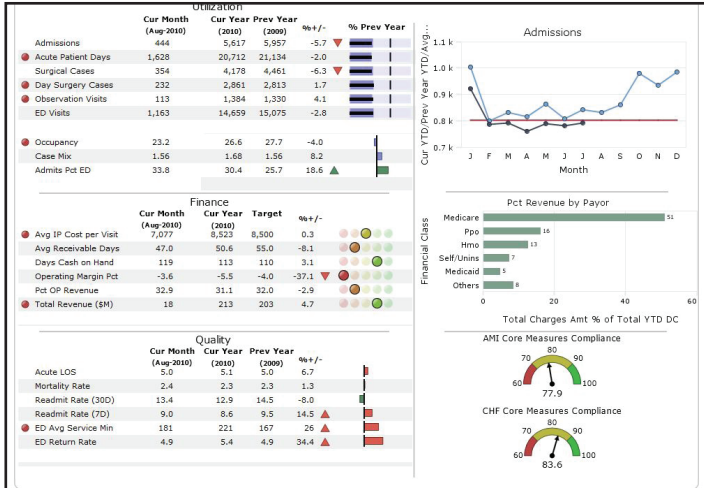 Utilization
Cur Month Cur Year Prev Year %+/- % Prev Year
(Aug-2010) (2010) (2009)
Admissions 444 5,617 5,957 -5.7
Acute Patient Days 1,628 20,712 21,134 -2.0
Surgical Cases 354 4,178 4,461 -6.3
Day Surgery Cases 232 2,861 2,813 1.7
Observation Visits 113 1,384 1,330 4.1
ED Visits 1,163 14,659 15,075 -2.8
Occupancy 23.2 26.6 27.7 -4.0
Case Mix 1.56 1.68 1.56 8.2
Admits Pct ED 33.8 30.4 25.7 18.6
Finance
Cur Month Cur Year Target %+/-
(Aug-2010) (2010)
Avg IP Cost per Visit 7,077 8,523 8,500 0.3
Avg Receivable Days 47.0 50.6 55.0 -8.1
Days Cash on Hand 119 113 110 3.1
Operating Margin Pct -3.6 -5.5 -4.0 -37.1
Pct OP Revenue 32.9 31.1 32.0 -2.9
Total Revenue ($M) 18 213 203 4.7
Quality
Cur Month Cur Year Prev Year %+/-
(Aug-2010) (2010) (2009)
Acute LOS 5.0 5.1 5.0 6.7
Mortality Rate 2.4 2.3 2.3 1.3
Readmit Rate (30D) 13.4 12.9 14.5 -8.0
Readmit Rate (7D) 9.0 8.6 9.5 14.5
ED Avg Service Min 181 221 167 26
ED Return Rate 4.9 5.4 4.9 34.4
Admissions
Cur YTD/Prev Year YTD/Avg...
1.1 k
1.0 k
0.9 k
0.8 k
0.7 k
J F M A M J J A S O N D
Month
Pct Revenue by Payor
Financial Class
Medicare 51
Ppo 16
Hmo 13
Self/Unins 7
Medicaid 5
Others 8
0 20 40 60
Total Charges Amt % of Total YTD DC
AMI Core Measures Compliance
80
70 90
60 100
77.9
CHF Core Measures Compliance
80
70 90
60 100
83.6